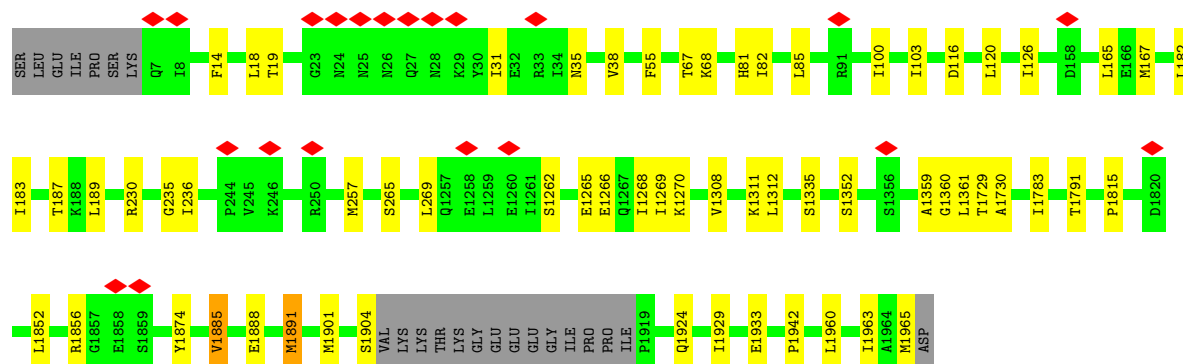 SER LEU GLU ILE PRO SER LYS Q7 I8 F14 L18 T19 G23 N24 N25 N26 Q27 N28 K29 Y30 I31 E32 R33 I34 N35 V38 F55 T67 K68 H81 I82 L85 R91 I100 I103 D116 L120 I126 D158 L165 E166 M167
I183 T187 K188 L189 R230 G235 I236 P244 V245 K246 R250 M257 S265 L269 Q1257 E1258 L1259 E1260 I1261 S1262 E1265 E1266 Q1267 I1268 I1269 K1270 V1308 K1311 L1312 S1335 S1352 S1356 A1359 G1360 L1361 T1729 A1730 I1783 T1791 P1815 D1820
L1852 R1856 G1857 E1858 S1859 Y1874 V1885 E1888 M1891 M1901 S1904 VAL LYS LYS THR LYS GLY GLU GLU GLU GLY ILE PRO PRO ILE P1919 Q1924 I1929 E1933 P1942 L1960 I1963 A1964 M1965 ASP